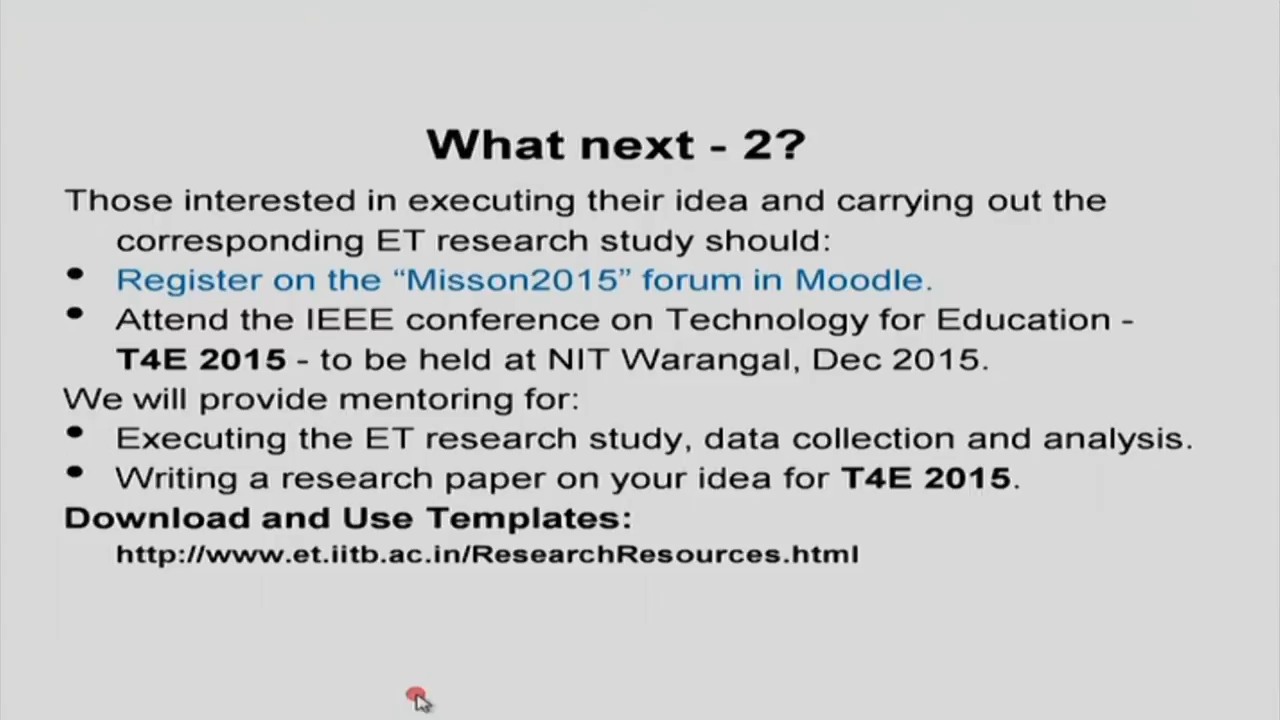 What next - 2?
Those interested in executing their idea and carrying out the
corresponding ET research study should:
• Register on the “Misson2015” forum in Moodle.
• Attend the IEEE conference on Technology for Education -
T4E 2015 - to be held at NIT Warangal, Dec 2015.
We will provide mentoring for:
• Executing the ET research study, data collection and analysis.
• Writing a research paper on your idea for T4E 2015.
Download and Use Templates:
http://www.et.iitb.ac.in/ResearchResources.html